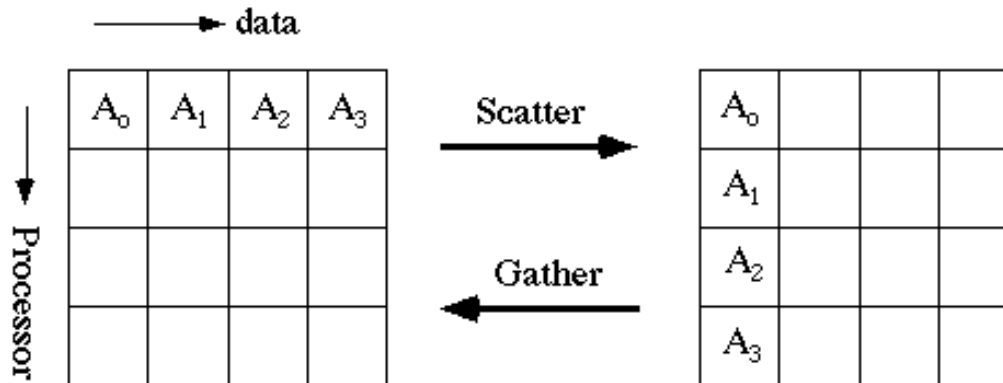 data
Processor
A₀ A₁ A₂ A₃
Scatter
Gather
A₀
A₁
A₂
A₃